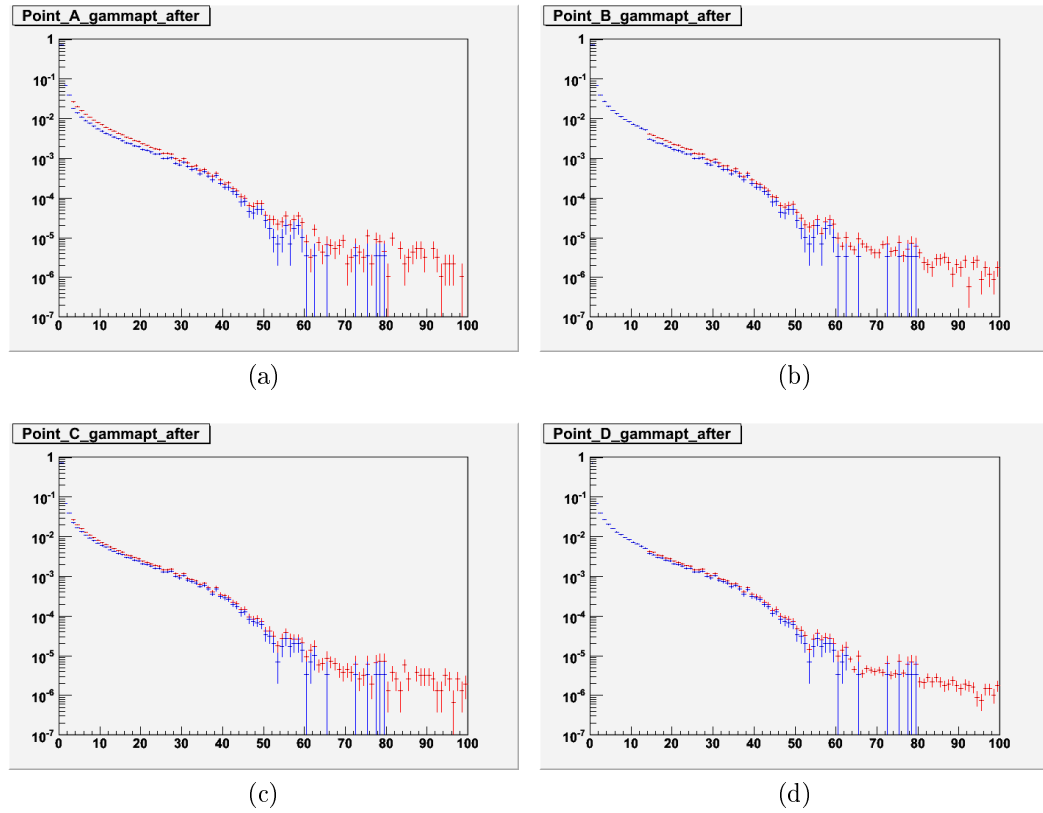 Point_A_gammapt_after
1
10-1
10-2
10-3
10-4
10-5
10-6
10-7
0 10 20 30 40 50 60 70 80 90 100
(a)
Point_B_gammapt_after
1
10-1
10-2
10-3
10-4
10-5
10-6
10-7
0 10 20 30 40 50 60 70 80 90 100
(b)
Point_C_gammapt_after
1
10-1
10-2
10-3
10-4
10-5
10-6
10-7
0 10 20 30 40 50 60 70 80 90 100
(c)
Point_D_gammapt_after
1
10-1
10-2
10-3
10-4
10-5
10-6
10-7
0 10 20 30 40 50 60 70 80 90 100
(d)